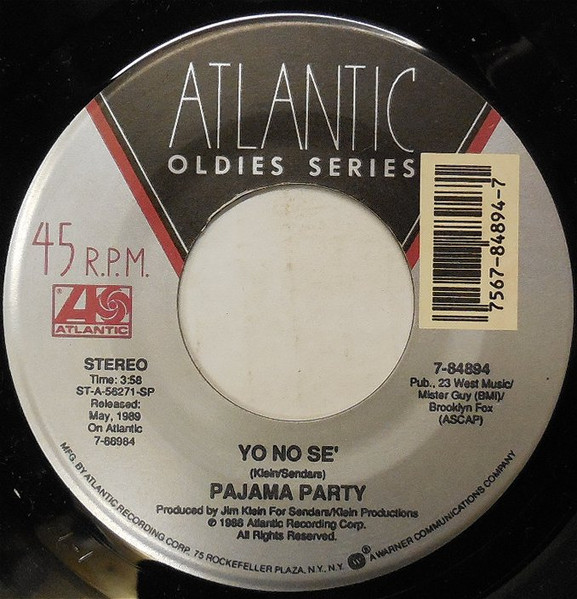 ATLANTIC
OLDIES SERIES
7567-84894-7
45 R.P.M.
®
ATLANTIC
STEREO
Time: 3:58
ST-A-56271-SP
Released:
May, 1989
On Atlantic
7-88984
7-84894
Pub., 23 West Music/
Mister Guy (BMI)/
Brooklyn Fox
(ASCAP)
YO NO SE'
(Klein/Sendars)
PAJAMA PARTY
Produced by Jim Klein For Sendars/Klein Productions
℗ 1988 Atlantic Recording Corp.
All Rights Reserved.
MFG. BY ATLANTIC RECORDING CORP. 75 ROCKEFELLER PLAZA, N.Y. N.Y. A WARNER COMMUNICATIONS COMPANY